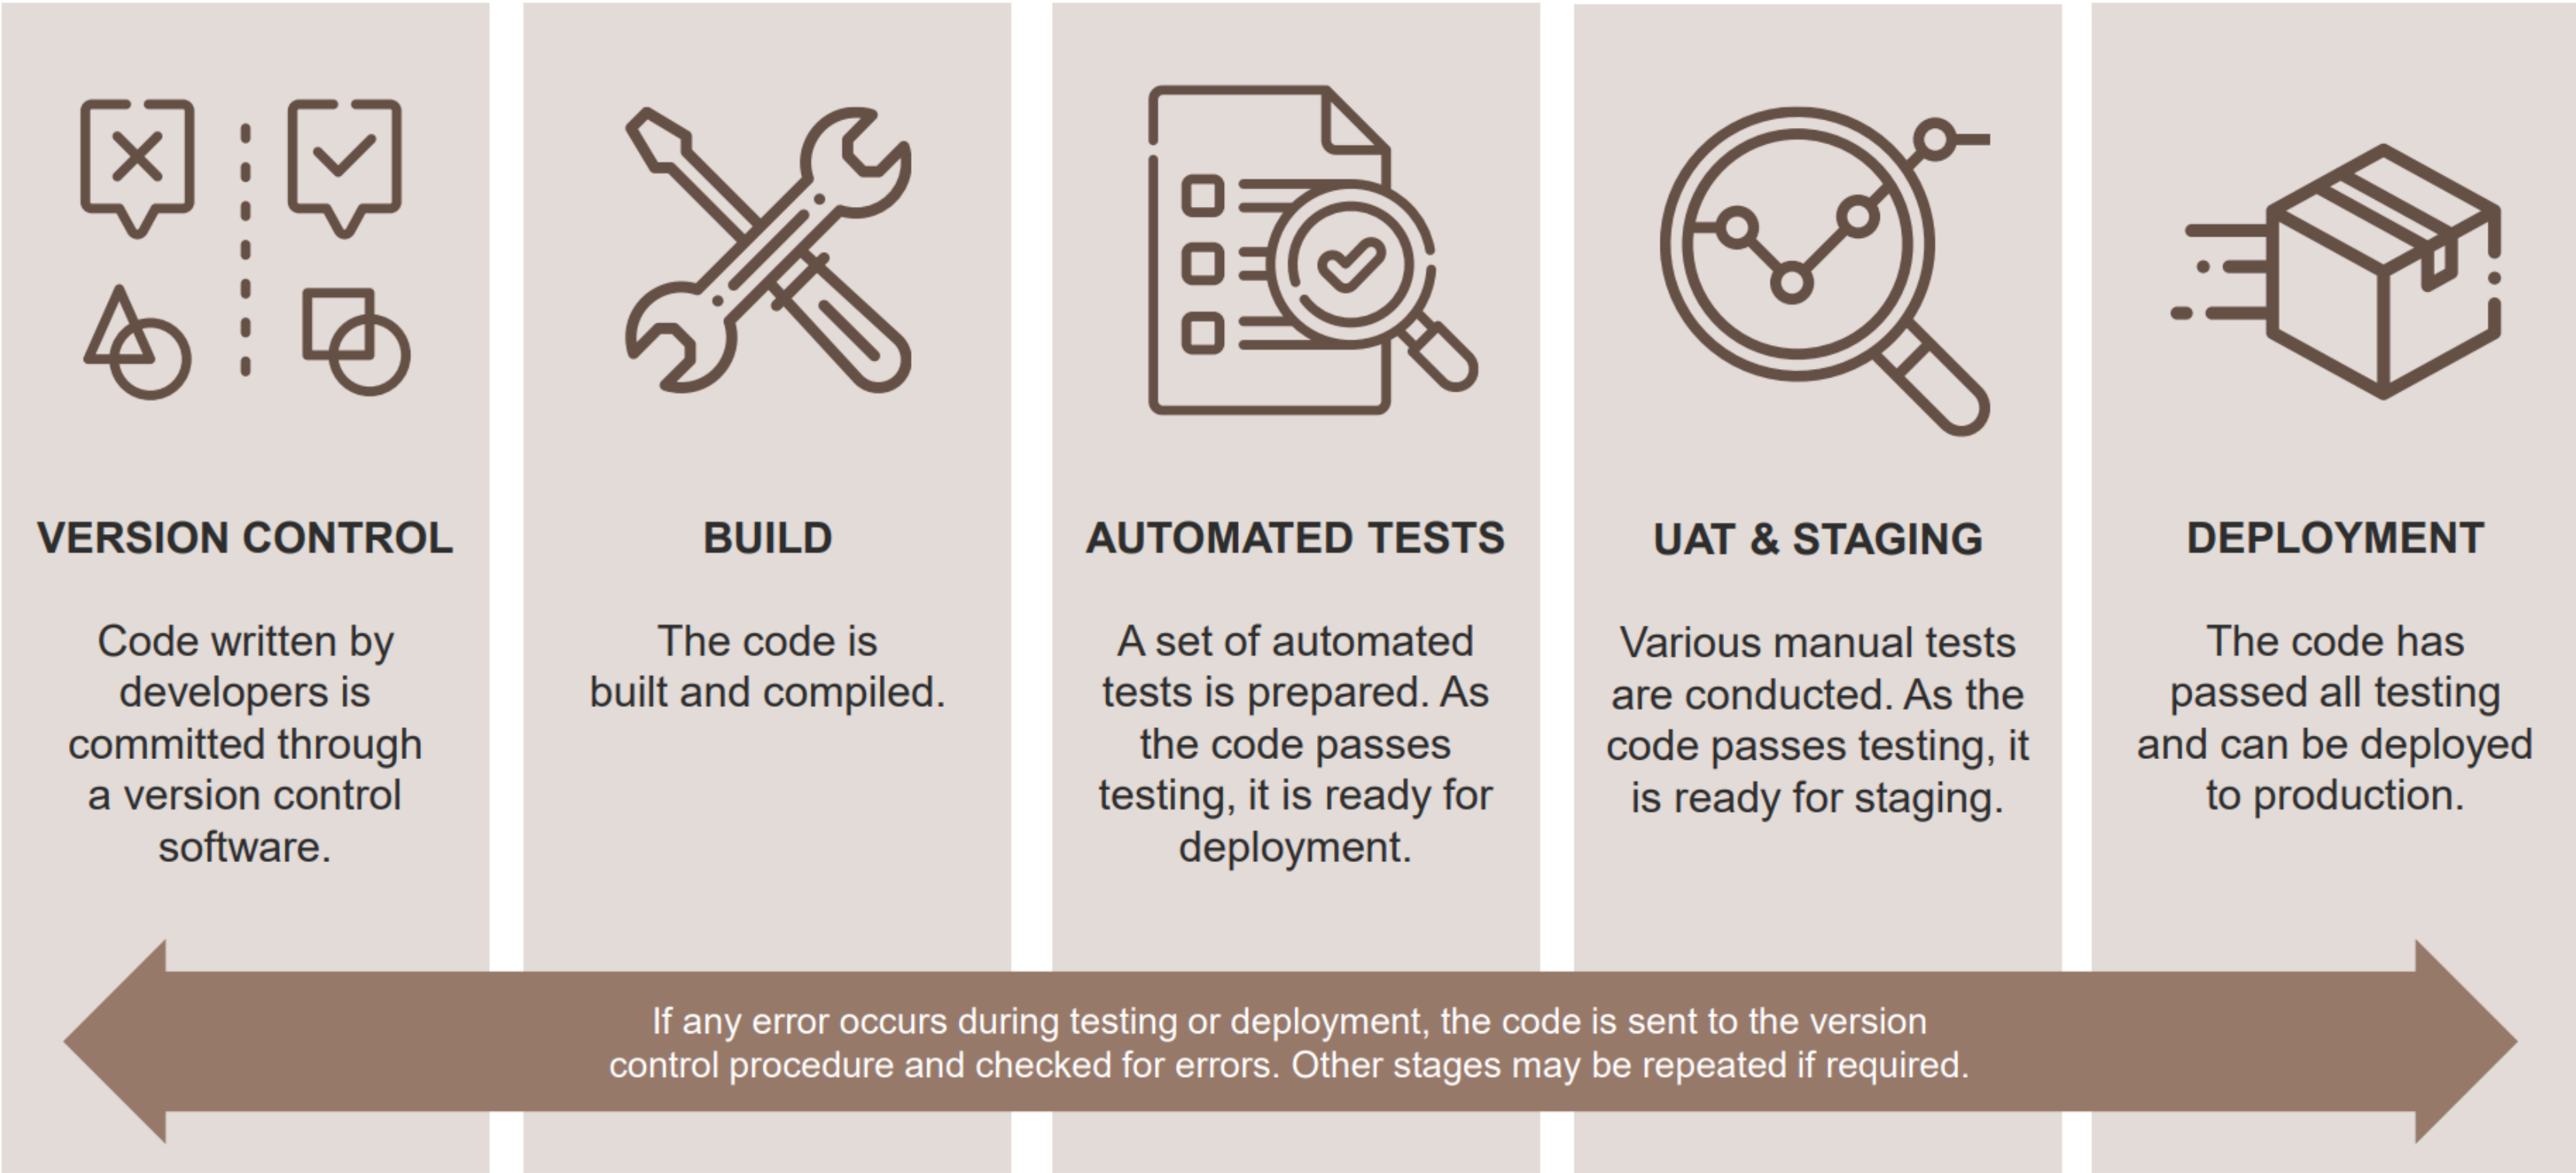 VERSION CONTROL
Code written by
developers is
committed through
a version control
software.
BUILD
The code is
built and compiled.
AUTOMATED TESTS
A set of automated
tests is prepared. As
the code passes
testing, it is ready for
deployment.
UAT & STAGING
Various manual tests
are conducted. As the
code passes testing, it
is ready for staging.
DEPLOYMENT
The code has
passed all testing
and can be deployed
to production.
If any error occurs during testing or deployment, the code is sent to the version
control procedure and checked for errors. Other stages may be repeated if required.